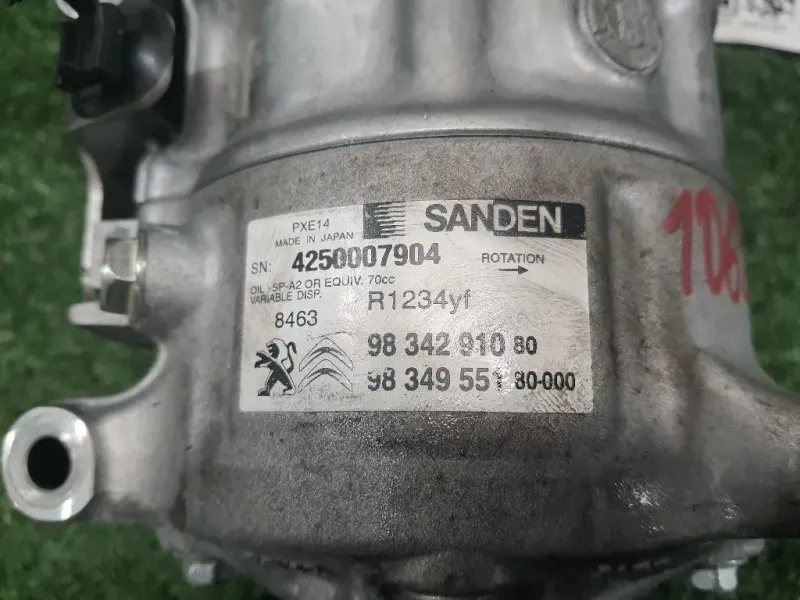 PXE14
MADE IN JAPAN
SANDEN
SN: 4250007904
ROTATION
OIL :SP-A2 OR EQUIV. 70cc
VARIABLE DISP.
R1234yf
8463
98 342 910 80
98 349 551 80-000